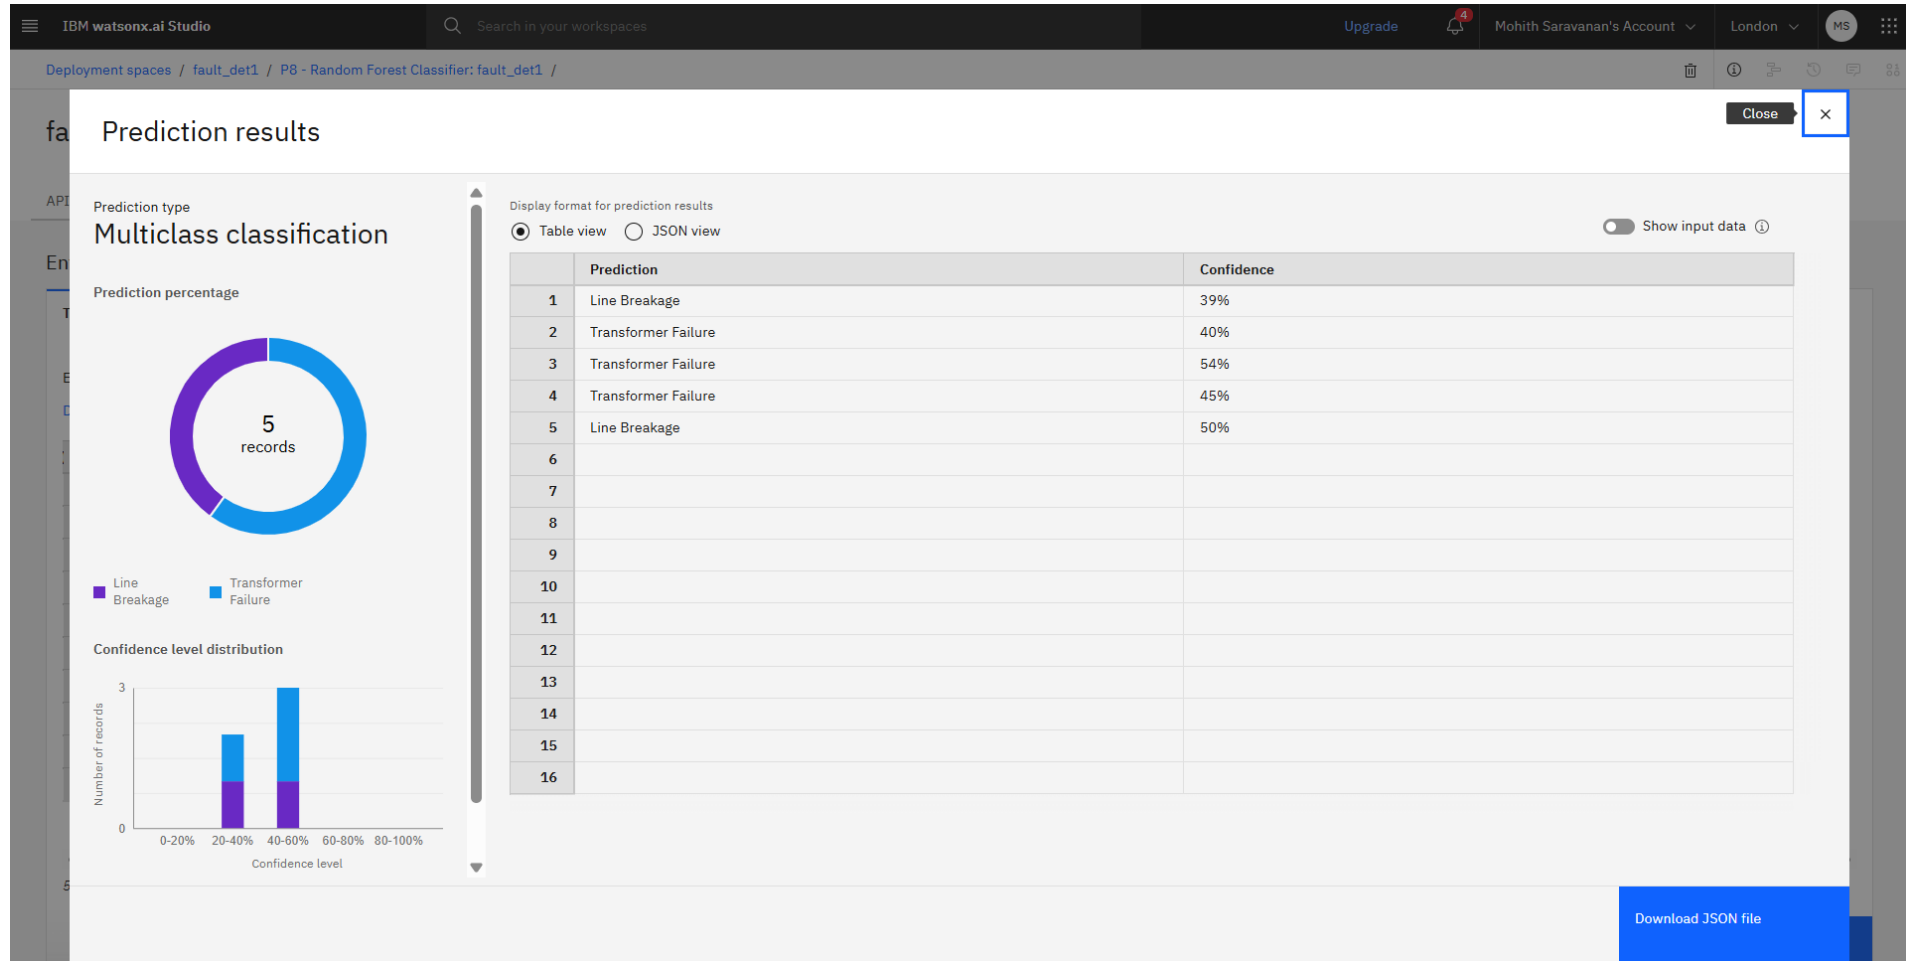 IBM watsonx.ai Studio
Search in your workspaces
Upgrade
4
Mohith Saravanan's Account
London
MS
Deployment spaces / fault_det1 / P8 - Random Forest Classifier: fault_det1 /
fa
Prediction results
Close
API
Prediction type
Multiclass classification
En
Prediction percentage
T
E
D
5
records
Line
Breakage
Transformer
Failure
Confidence level distribution
3
Number of records
0
0-20% 20-40% 40-60% 60-80% 80-100%
Confidence level
5
Display format for prediction results
Table view
JSON view
Show input data
Prediction Confidence
1 Line Breakage 39%
2 Transformer Failure 40%
3 Transformer Failure 54%
4 Transformer Failure 45%
5 Line Breakage 50%
6
7
8
9
10
11
12
13
14
15
16
Download JSON file